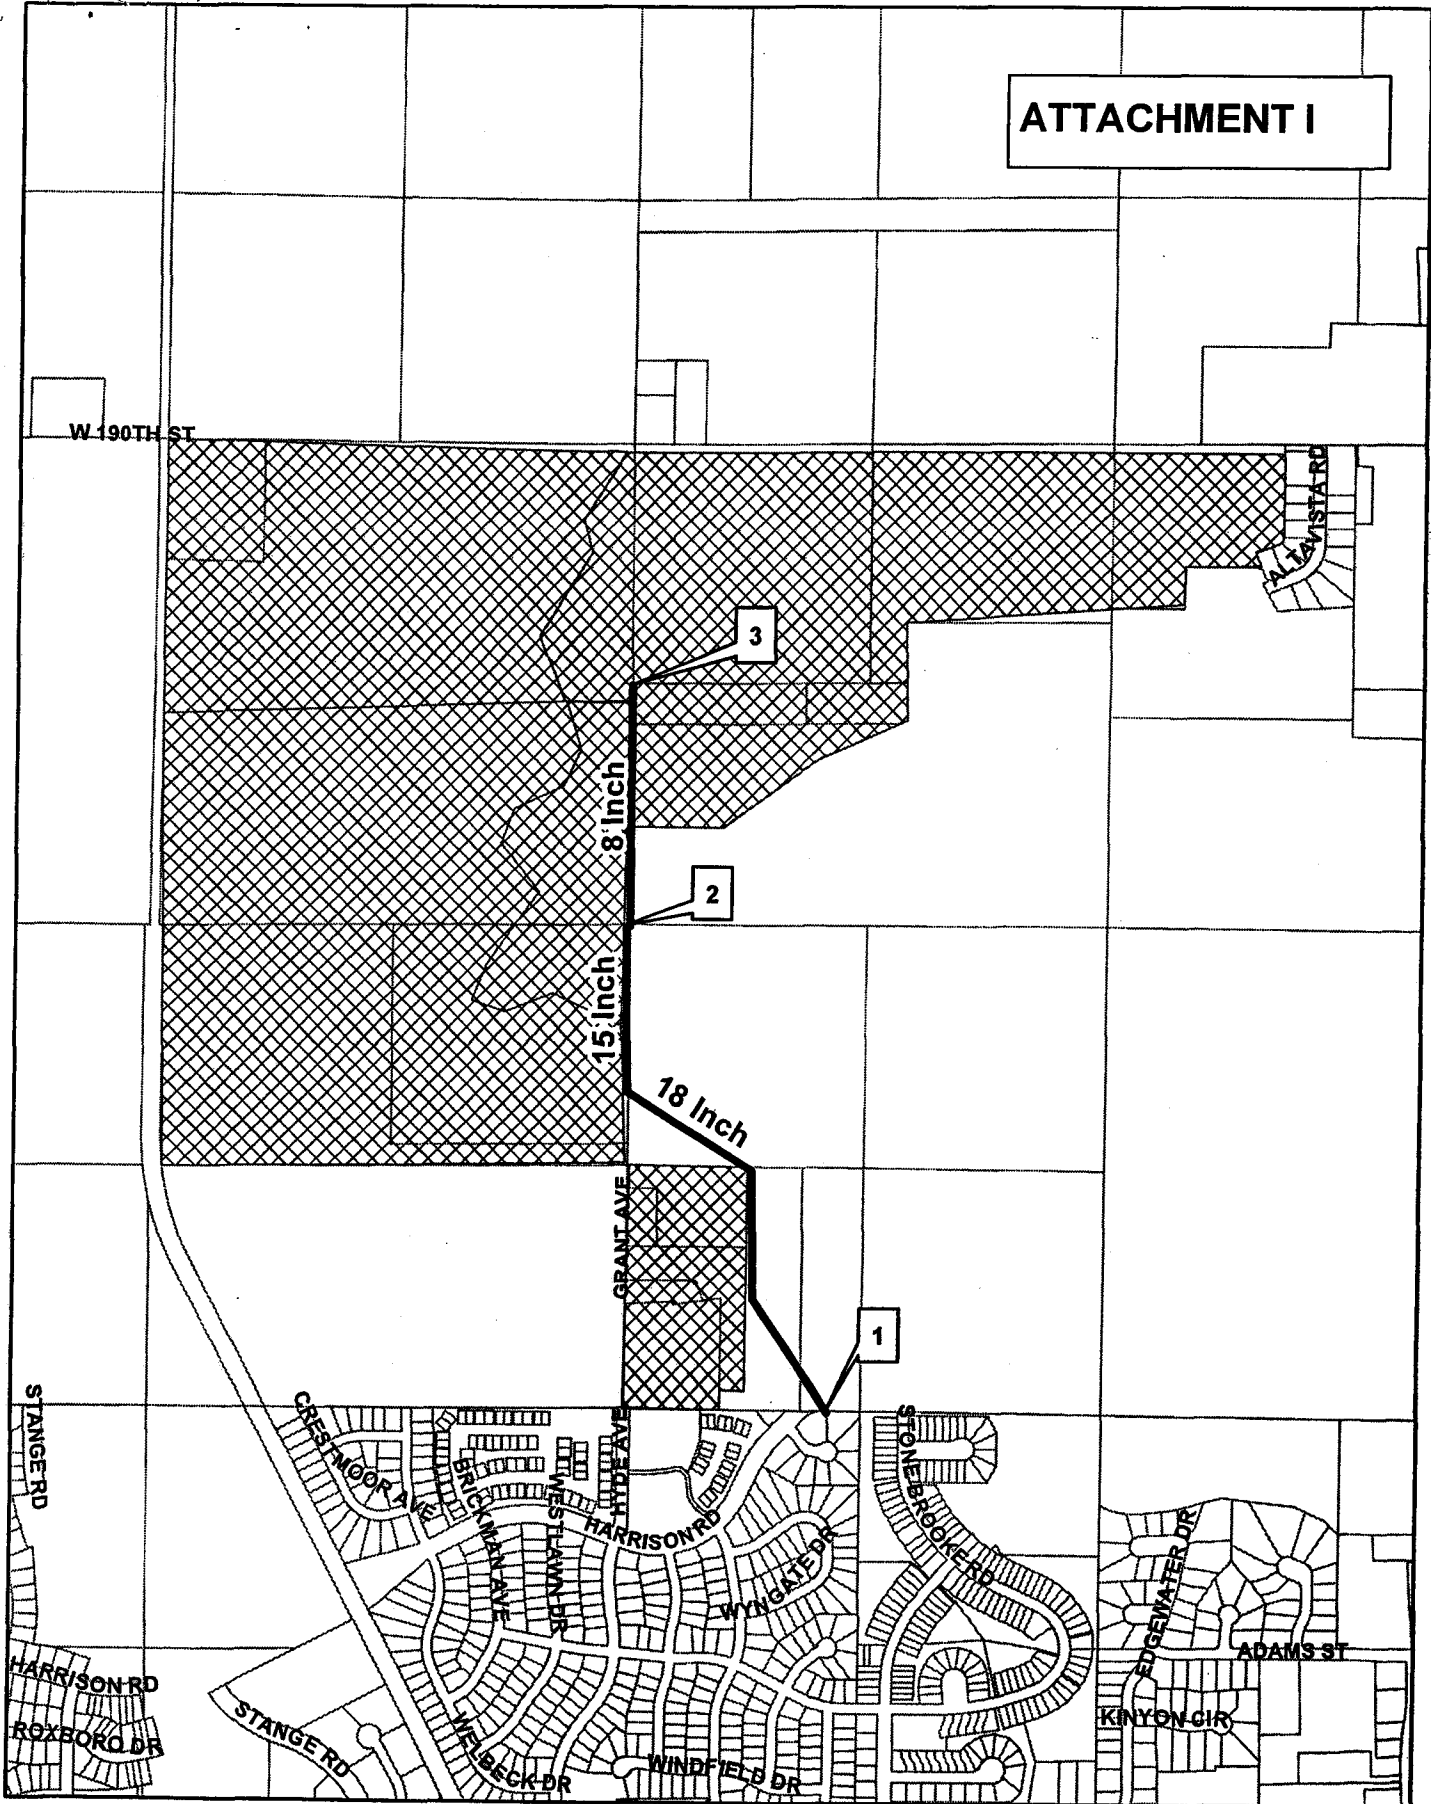 ATTACHMENT I
W 190TH ST
ALTAVISTA RD
3
8 Inch
2
15 Inch
18 Inch
GRANT AVE
1
STANGE RD
CRESTMOOR AVE
BRICKMAN AVE
WESTLAWN DR
HYDE AVE
HARRISON RD
WYNGATE DR
STONEBROOKE RD
EDGEWATER DR
ADAMS ST
HARRISON RD
ROXBORO DR
STANGE RD
WELBECK DR
WINDFIELD DR
KINYON CIR